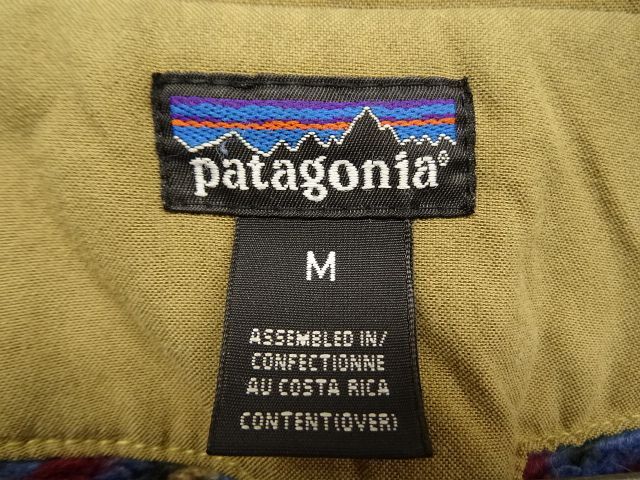 patagonia®
M
ASSEMBLED IN/
CONFECTIONNE
AU COSTA RICA
CONTENT(OVER)